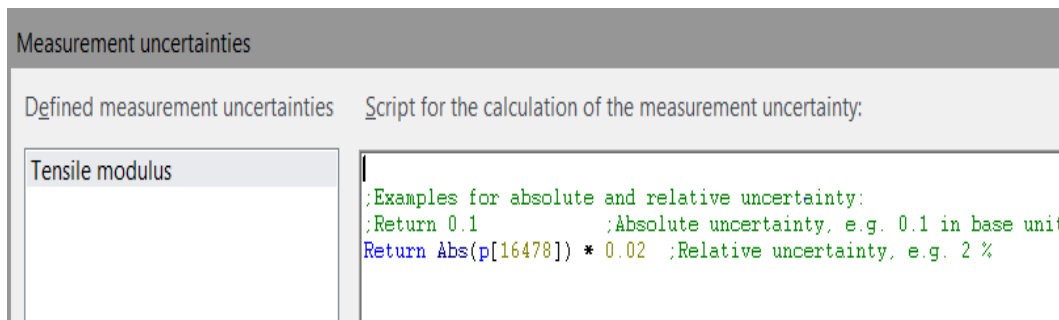 Measurement uncertainties
Defined measurement uncertainties
Script for the calculation of the measurement uncertainty:
Tensile modulus
;Examples for absolute and relative uncertainty:
;Return 0.1 ;Absolute uncertainty, e.g. 0.1 in base unit
Return Abs(p[16478]) * 0.02 ;Relative uncertainty, e.g. 2 %